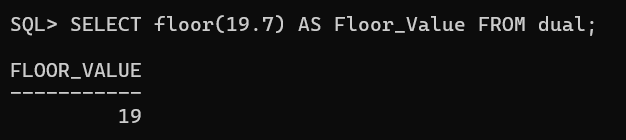 SQL> SELECT floor(19.7) AS Floor_Value FROM dual;
FLOOR_VALUE
-----------
19